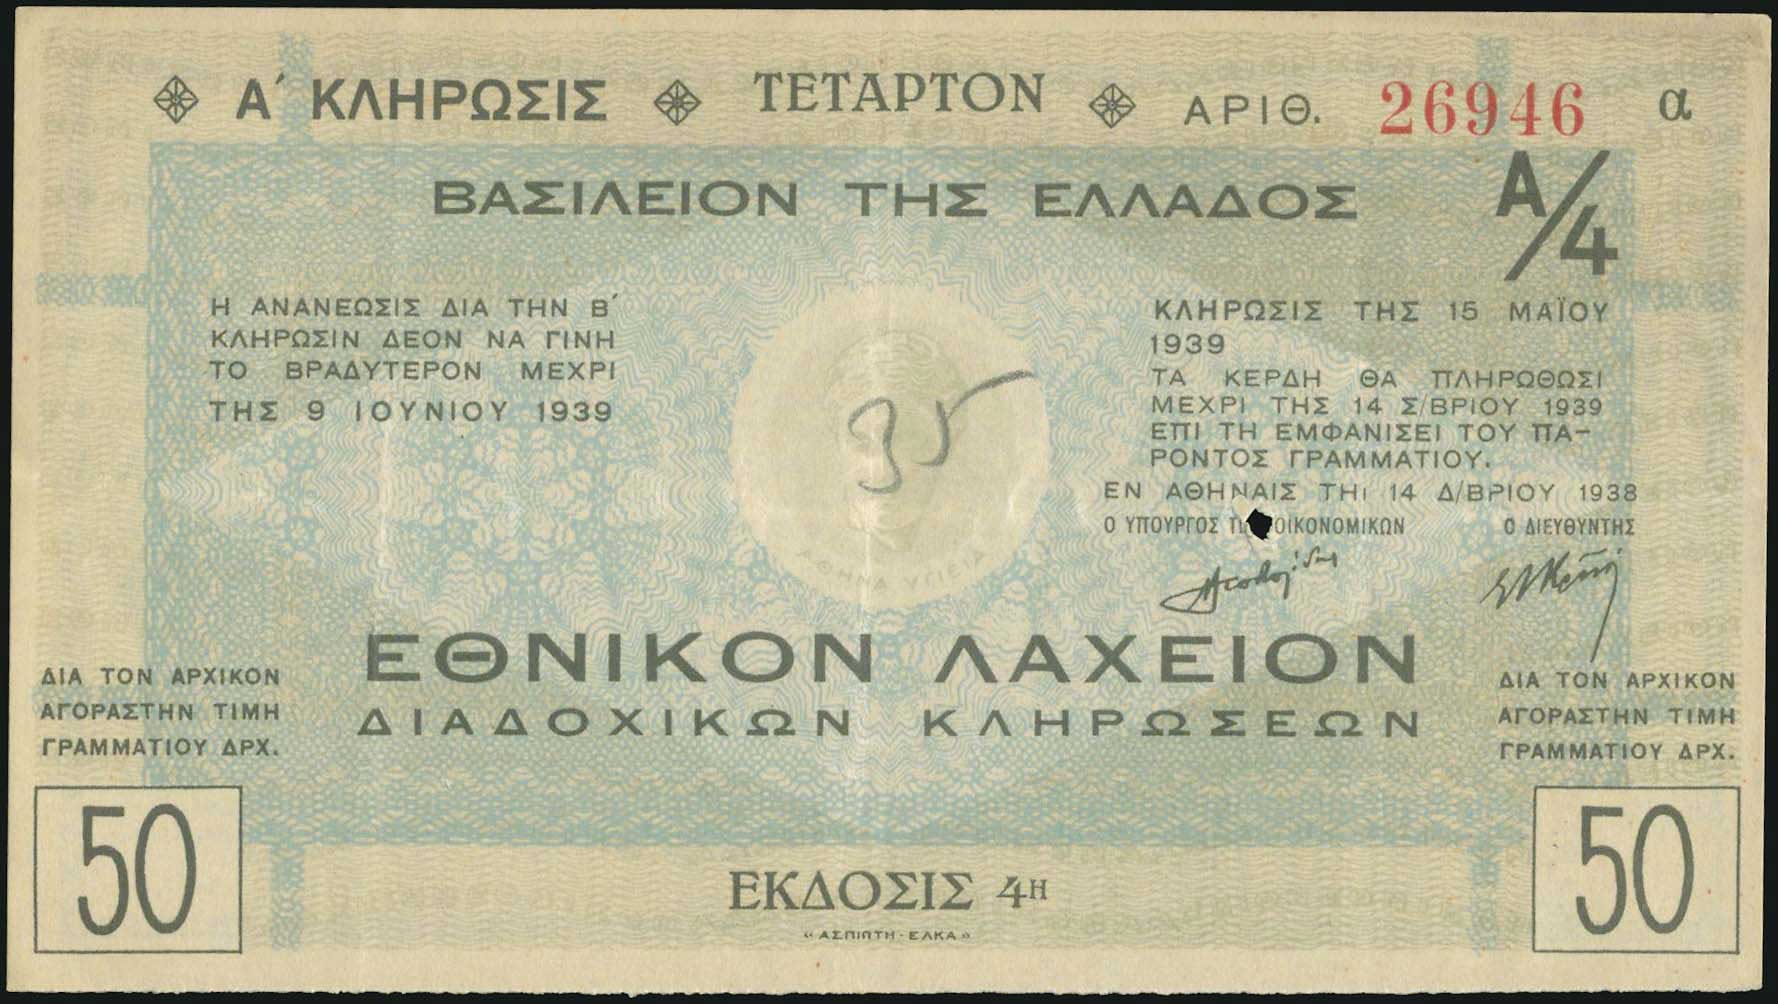 Α΄ ΚΛΗΡΩΣΙΣ ΤΕΤΑΡΤΟΝ ΑΡΙΘ. 26946 α
Α/4
ΒΑΣΙΛΕΙΟΝ ΤΗΣ ΕΛΛΑΔΟΣ
Η ΑΝΑΝΕΩΣΙΣ ΔΙΑ ΤΗΝ Β΄
ΚΛΗΡΩΣΙΝ ΔΕΟΝ ΝΑ ΓΙΝΗ
ΤΟ ΒΡΑΔΥΤΕΡΟΝ ΜΕΧΡΙ
ΤΗΣ 9 ΙΟΥΝΙΟΥ 1939
95
ΑΘΗΝΑ ΥΓΙΕΙΑ
ΚΛΗΡΩΣΙΣ ΤΗΣ 15 ΜΑΪΟΥ
1939
ΤΑ ΚΕΡΔΗ ΘΑ ΠΛΗΡΩΘΩΣΙ
ΜΕΧΡΙ ΤΗΣ 14 Σ/ΒΡΙΟΥ 1939
ΕΠΙ ΤΗ ΕΜΦΑΝΙΣΕΙ ΤΟΥ ΠΑ-
ΡΟΝΤΟΣ ΓΡΑΜΜΑΤΙΟΥ.
ΕΝ ΑΘΗΝΑΙΣ ΤΗι 14 Δ/ΒΡΙΟΥ 1938
Ο ΥΠΟΥΡΓΟΣ ΟΙΚΟΝΟΜΙΚΩΝ Ο ΔΙΕΥΘΥΝΤΗΣ
ΕΘΝΙΚΟΝ ΛΑΧΕΙΟΝ
ΔΙΑΔΟΧΙΚΩΝ ΚΛΗΡΩΣΕΩΝ
ΔΙΑ ΤΟΝ ΑΡΧΙΚΟΝ
ΑΓΟΡΑΣΤΗΝ ΤΙΜΗ
ΓΡΑΜΜΑΤΙΟΥ ΔΡΧ.
50
ΔΙΑ ΤΟΝ ΑΡΧΙΚΟΝ
ΑΓΟΡΑΣΤΗΝ ΤΙΜΗ
ΓΡΑΜΜΑΤΙΟΥ ΔΡΧ.
50
ΕΚΔΟΣΙΣ 4Η
«ΑΣΠΙΩΤΗ-ΕΛΚΑ»